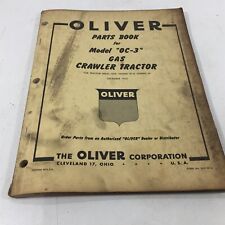 OLIVER
PARTS BOOK
for
Model "OC-3"
GAS
CRAWLER TRACTOR
OLIVER
Order Parts from an Authorized "OLIVER" Dealer or Distributor
THE OLIVER CORPORATION
CLEVELAND 17, OHIO U.S.A.